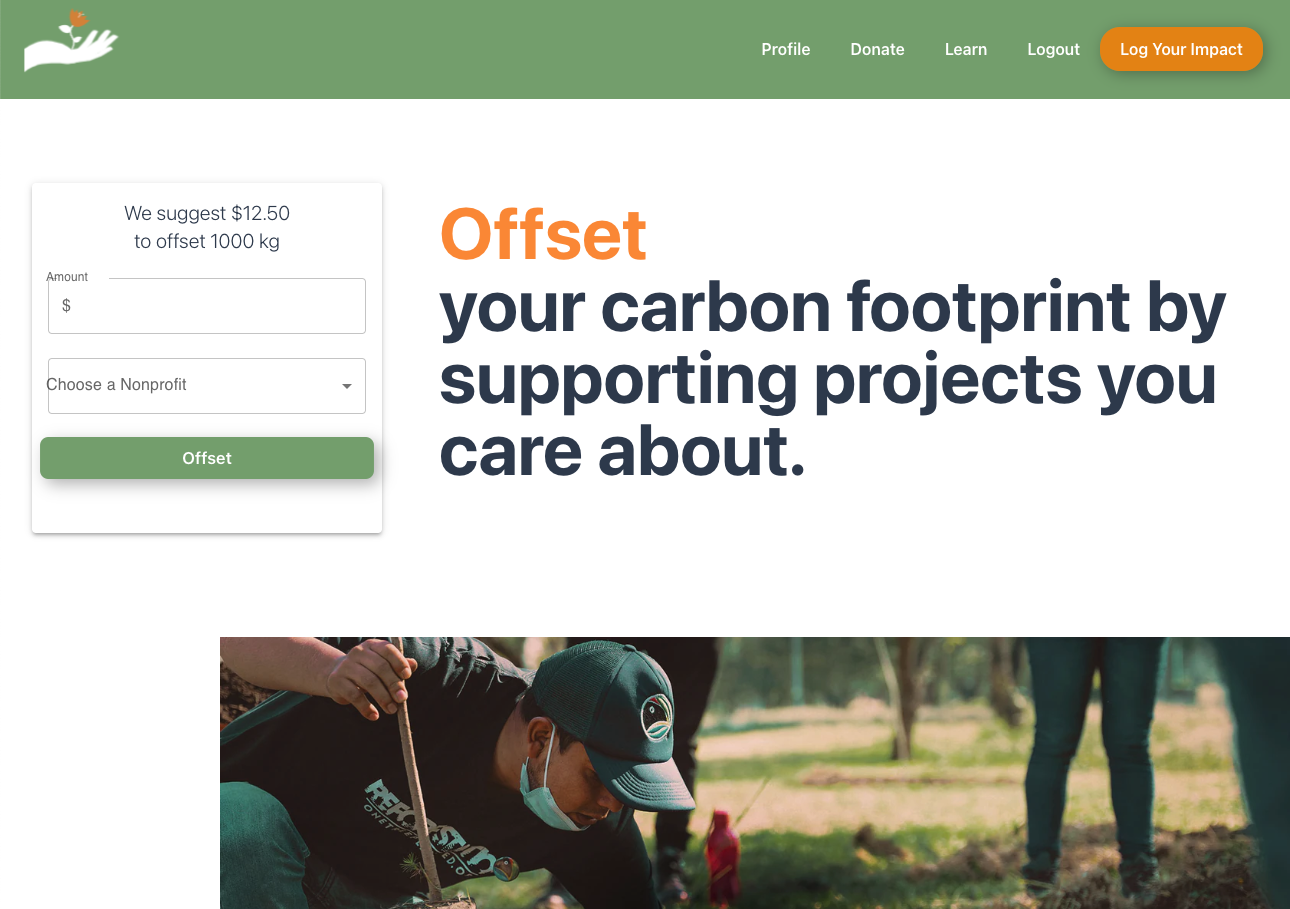 Profile
Donate
Learn
Logout
Log Your Impact
We suggest $12.50
to offset 1000 kg
Amount
$
Choose a Nonprofit
Offset
Offset
your carbon footprint by
supporting projects you
care about.